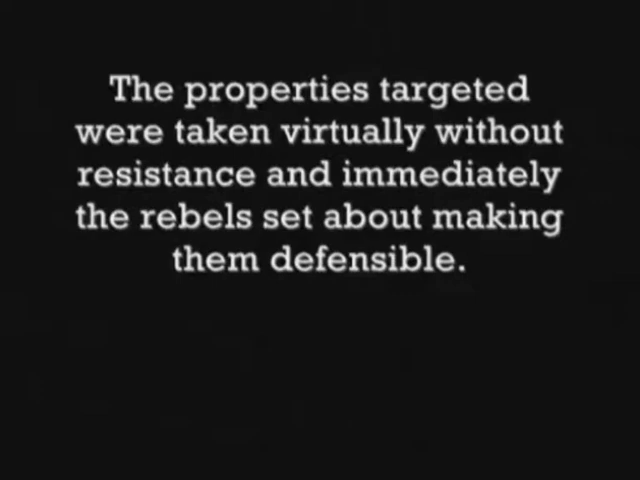 The properties targeted
were taken virtually without
resistance and immediately
the rebels set about making
them defensible.